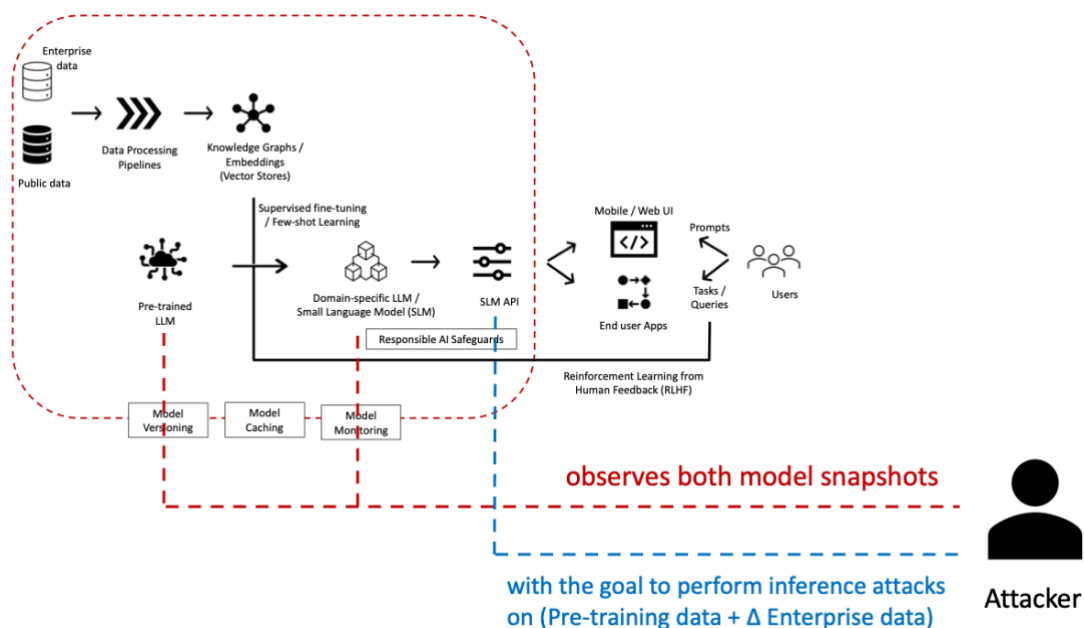 Enterprise
data
Public data
Data Processing
Pipelines
Knowledge Graphs /
Embeddings
(Vector Stores)
Supervised fine-tuning
/ Few-shot Learning
Pre-trained
LLM
Domain-specific LLM /
Small Language Model (SLM)
SLM API
Responsible AI Safeguards
Mobile / Web UI
</>
End user Apps
Prompts
Tasks /
Queries
Users
Reinforcement Learning from
Human Feedback (RLHF)
Model
Versioning
Model
Caching
Model
Monitoring
observes both model snapshots
with the goal to perform inference attacks
on (Pre-training data + Δ Enterprise data)
Attacker